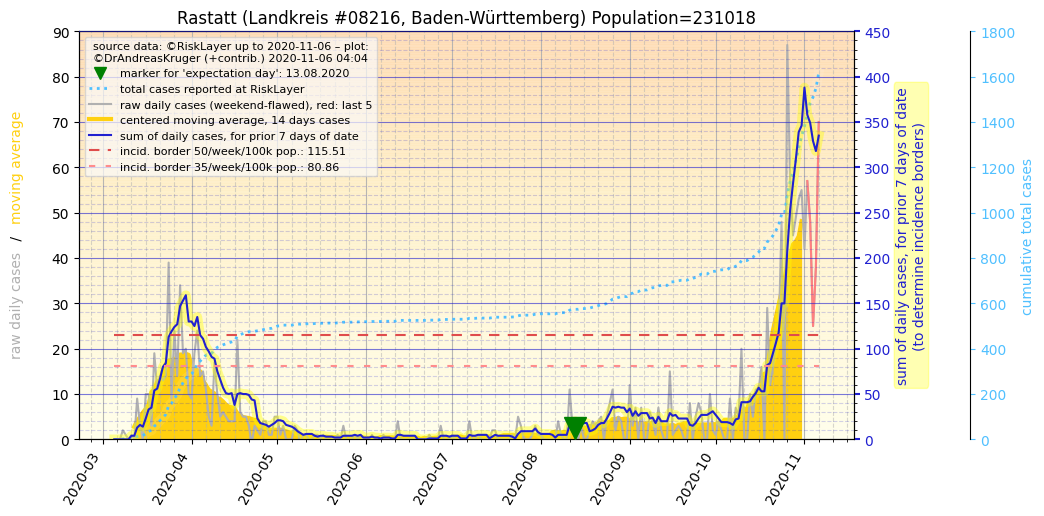 Rastatt (Landkreis #08216, Baden-Württemberg) Population=231018
source data: ©RiskLayer up to 2020-11-06 – plot:
©DrAndreasKruger (+contrib.) 2020-11-06 04:04
marker for 'expectation day': 13.08.2020
total cases reported at RiskLayer
raw daily cases (weekend-flawed), red: last 5
centered moving average, 14 days cases
sum of daily cases, for prior 7 days of date
incid. border 50/week/100k pop.: 115.51
incid. border 35/week/100k pop.: 80.86
raw daily cases / moving average
90
80
70
60
50
40
30
20
10
0
2020-03
2020-04
2020-05
2020-06
2020-07
2020-08
2020-09
2020-10
2020-11
450
400
350
300
250
200
150
100
50
0
sum of daily cases, for prior 7 days of date
(to determine incidence borders)
1800
1600
1400
1200
1000
800
600
400
200
0
cumulative total cases